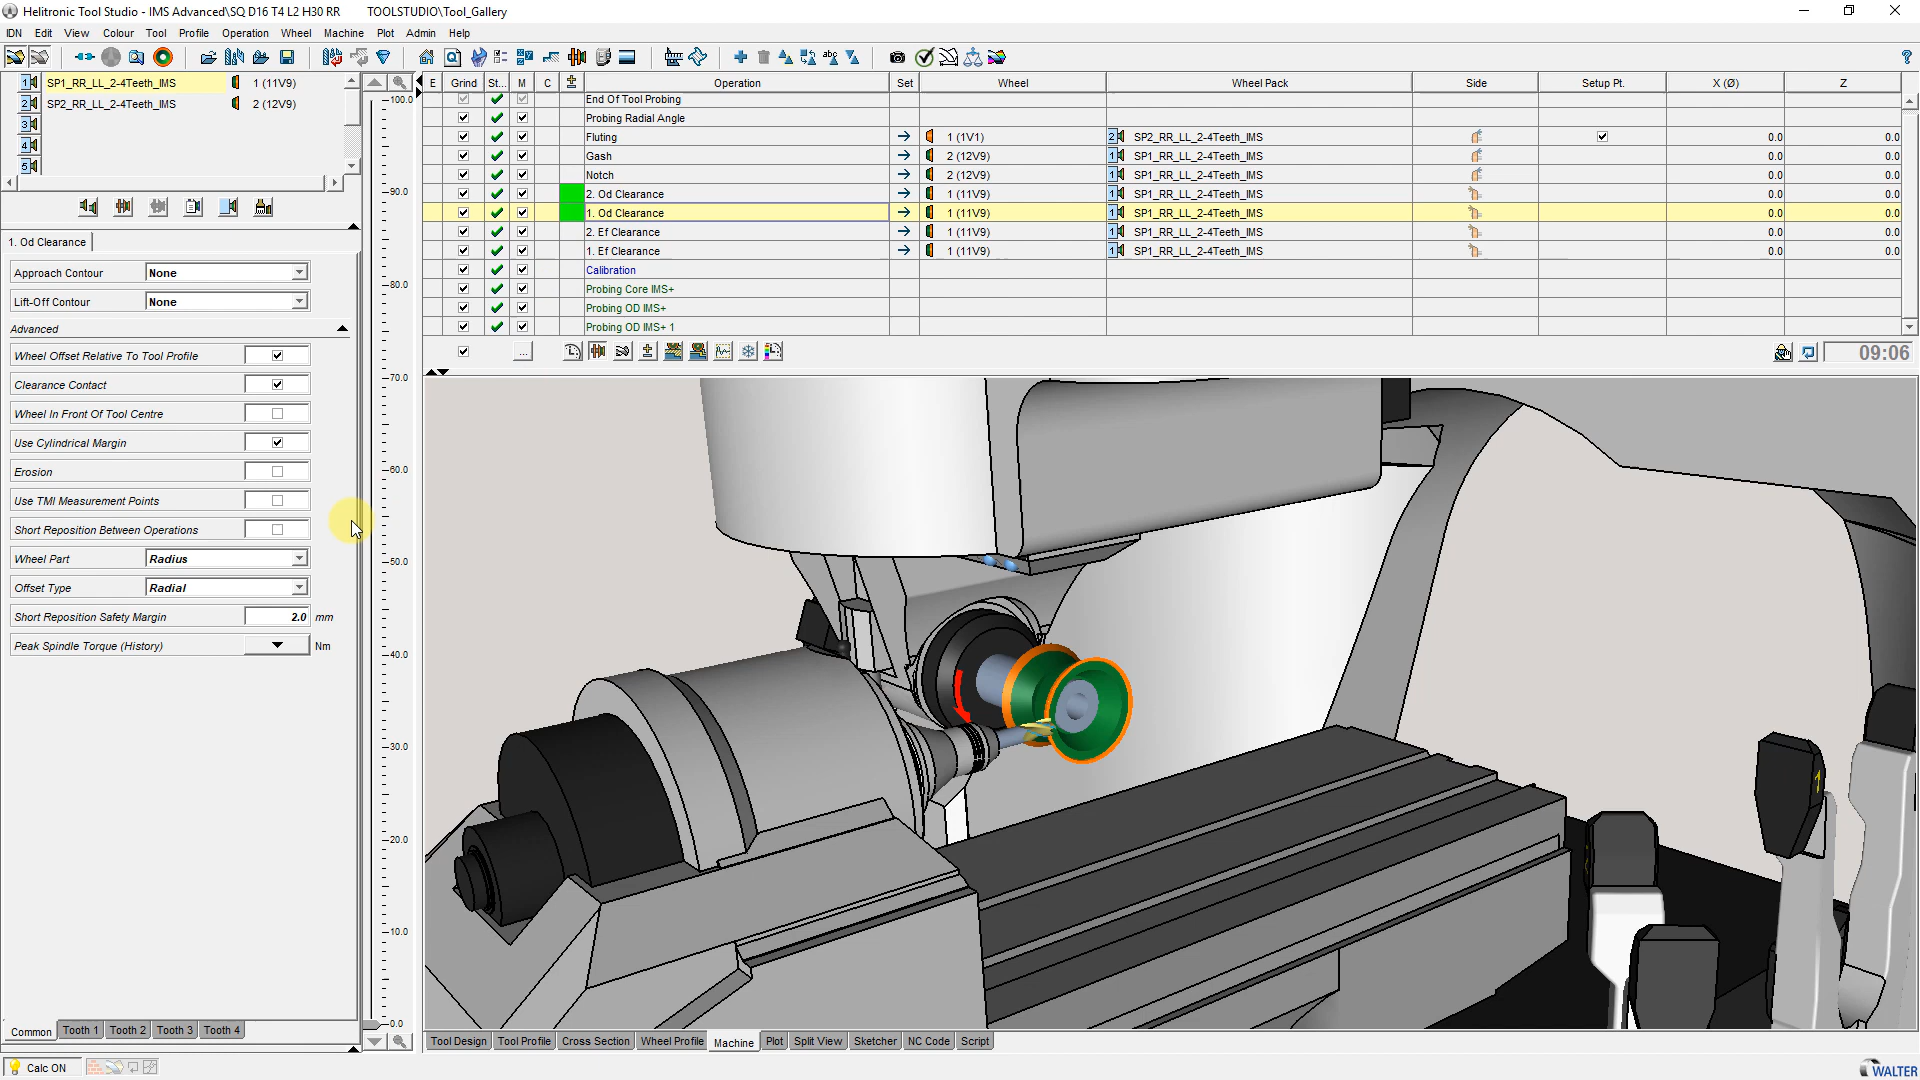 Helitronic Tool Studio - IMS Advanced\SQ D16 T4 L2 H30 RR TOOLSTUDIO\Tool_Gallery
IDN Edit View Colour Tool Profile Operation Wheel Machine Plot Admin Help
1 SP1_RR_LL_2-4Teeth_IMS 1 (11V9)
2 SP2_RR_LL_2-4Teeth_IMS 2 (12V9)
3
4
5
1. Od Clearance
Approach Contour None
Lift-Off Contour None
Advanced
Wheel Offset Relative To Tool Profile
Clearance Contact
Wheel In Front Of Tool Centre
Use Cylindrical Margin
Erosion
Use TMI Measurement Points
Short Reposition Between Operations
Wheel Part Radius
Offset Type Radial
Short Reposition Safety Margin 2.0 mm
Peak Spindle Torque (History) Nm
Common Tooth 1 Tooth 2 Tooth 3 Tooth 4
Calc ON
100.0
90.0
80.0
70.0
60.0
50.0
40.0
30.0
20.0
10.0
0.0
E Grind St... M C ± Operation Set Wheel Wheel Pack Side Setup Pt. X (Ø) Z
End Of Tool Probing
Probing Radial Angle
Fluting 1 (1V1) 2 SP2_RR_LL_2-4Teeth_IMS 0.0 0.0
Gash 2 (12V9) 1 SP1_RR_LL_2-4Teeth_IMS 0.0 0.0
Notch 2 (12V9) 1 SP1_RR_LL_2-4Teeth_IMS 0.0 0.0
2. Od Clearance 1 (11V9) 1 SP1_RR_LL_2-4Teeth_IMS 0.0 0.0
1. Od Clearance 1 (11V9) 1 SP1_RR_LL_2-4Teeth_IMS 0.0 0.0
2. Ef Clearance 1 (11V9) 1 SP1_RR_LL_2-4Teeth_IMS 0.0 0.0
1. Ef Clearance 1 (11V9) 1 SP1_RR_LL_2-4Teeth_IMS 0.0 0.0
Calibration
Probing Core IMS+
Probing OD IMS+
Probing OD IMS+ 1
...
09:06
Tool Design Tool Profile Cross Section Wheel Profile Machine Plot Split View Sketcher NC Code Script
WALTER